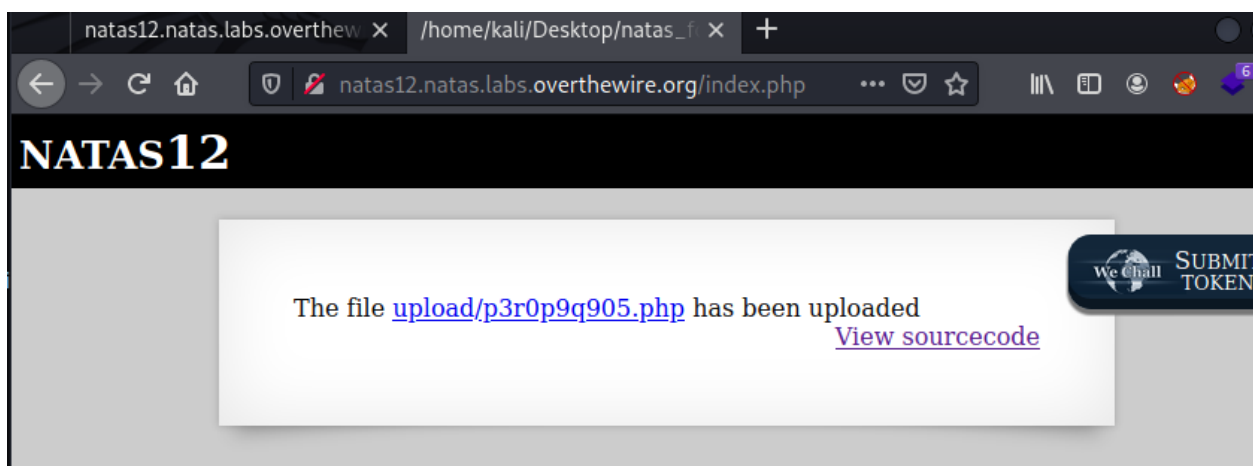 natas12.natas.labs.overthew
/home/kali/Desktop/natas_f
natas12.natas.labs.overthewire.org/index.php
6
NATAS12
We Chall
SUBMIT
TOKEN
The file upload/p3r0p9q905.php has been uploaded
View sourcecode